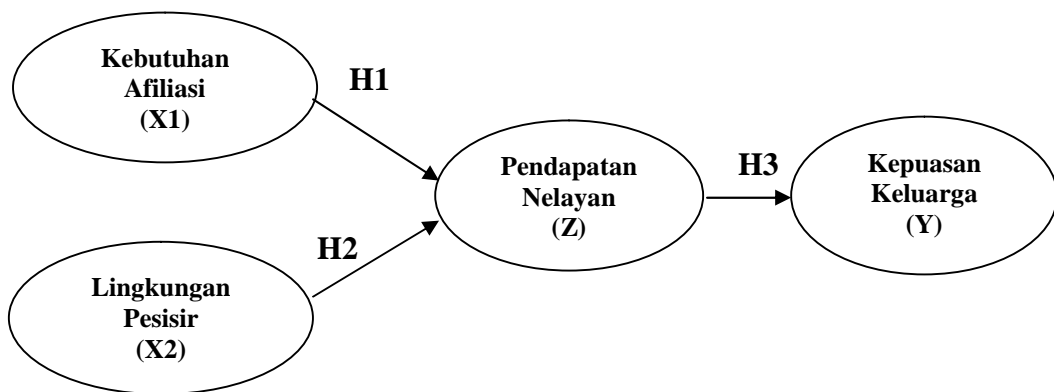 Kebutuhan
Afiliasi
(X1)
H1
Pendapatan
Nelayan
(Z)
H3
Kepuasan
Keluarga
(Y)
H2
Lingkungan
Pesisir
(X2)